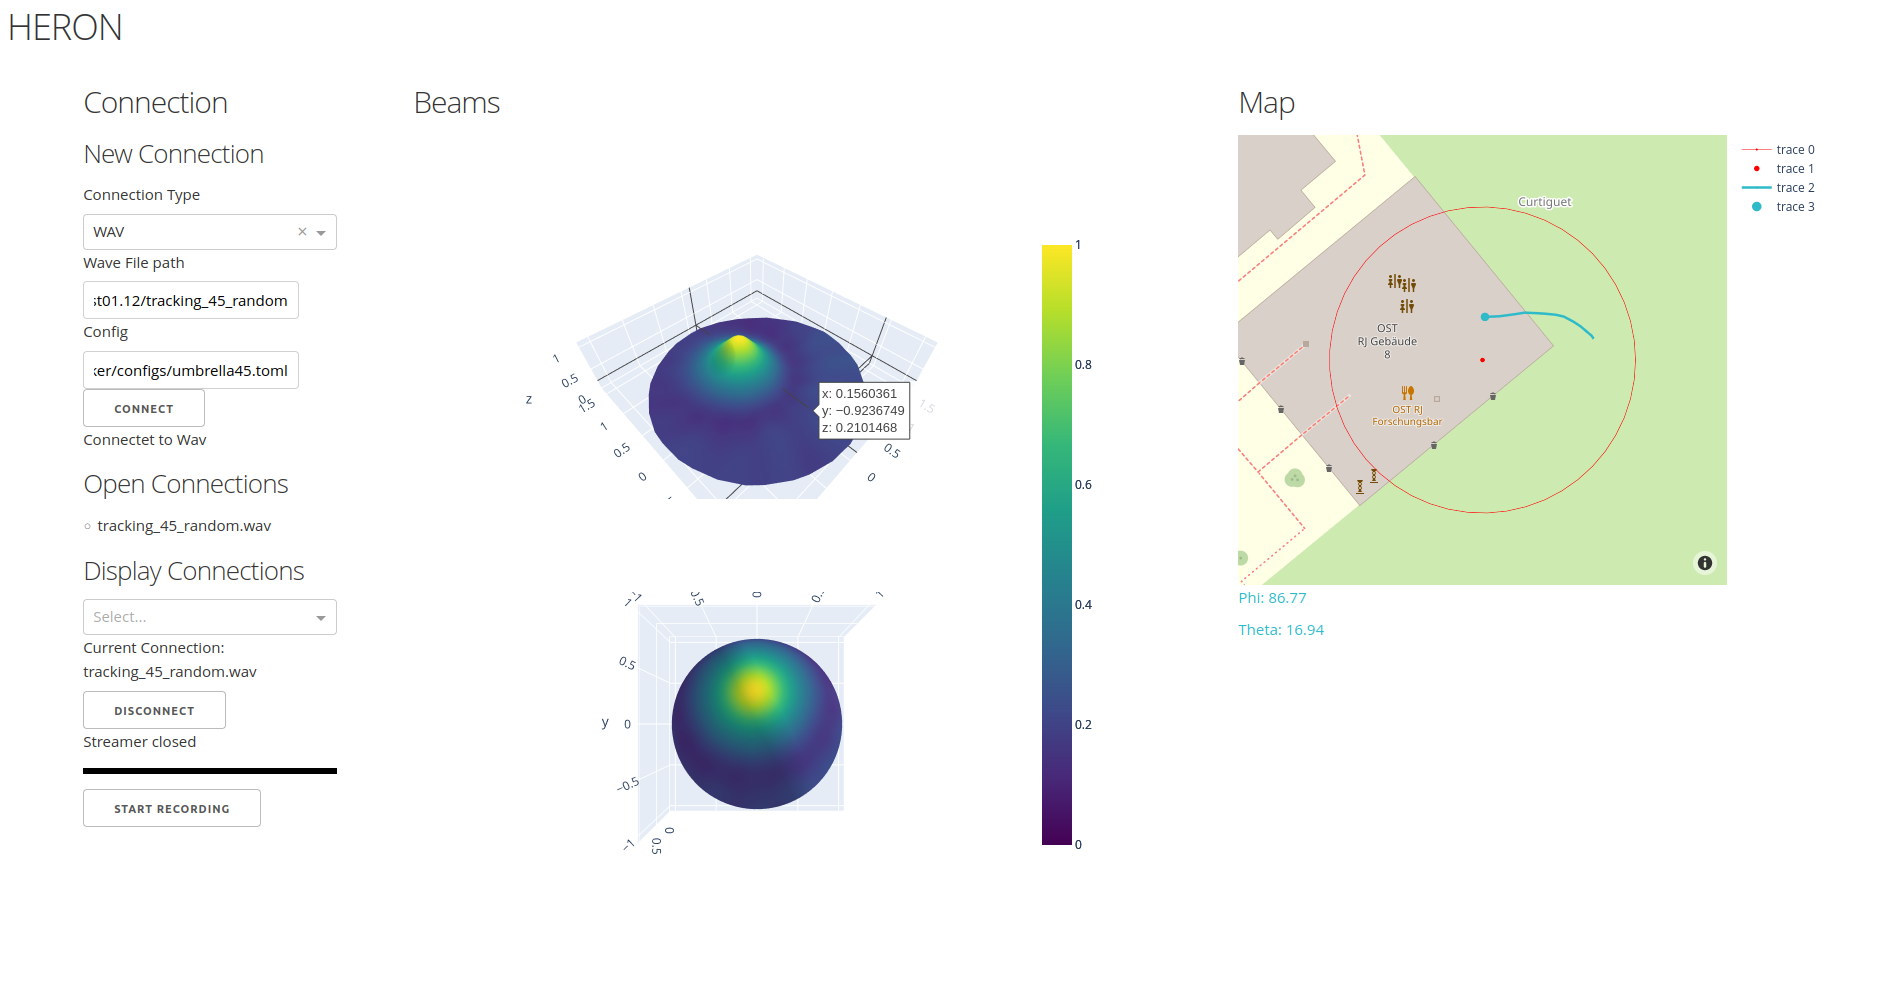 HERON
Connection
New Connection
Connection Type
WAV
Wave File path
st01.12/tracking_45_random
Config
ker/configs/umbrella45.toml
CONNECT
Connectet to Wav
Open Connections
tracking_45_random.wav
Display Connections
Select...
Current Connection:
tracking_45_random.wav
DISCONNECT
Streamer closed
START RECORDING
Beams
1
0.5
0
z
1.5
1
0.5
0
1.5
0.5
0
x: 0.1560361
y: −0.9236749
z: 0.2101468
1
0.8
0.6
0.4
0.2
0
0
0.5
y
0
−0.5
−1
0
0.5
Map
Curtiguet
OST
RJ Gebäude
8
OST RJ
Forschungsbar
trace 0
trace 1
trace 2
trace 3
Phi: 86.77
Theta: 16.94